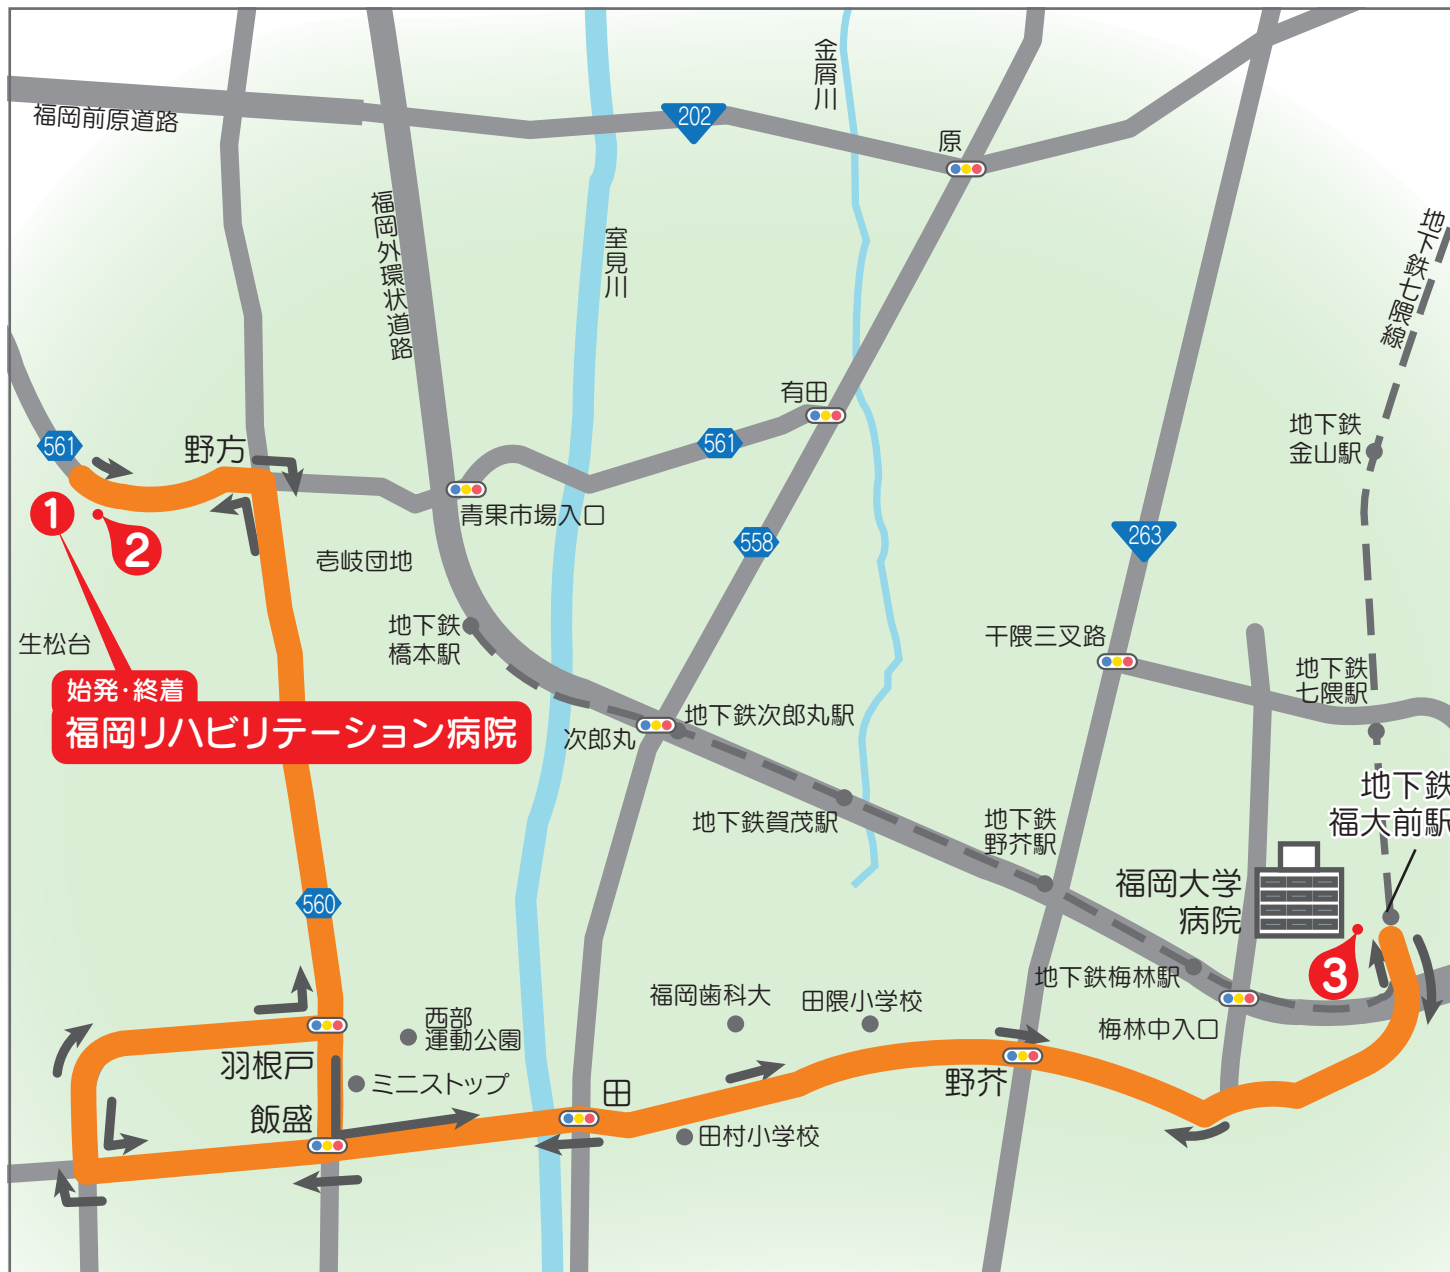 金屑川
202
福岡前原道路
原
福岡外環状道路
室見川
地下鉄七隈線
有田
地下鉄
金山駅
561
野方
561
青果市場入口
1
2
558
263
壱岐団地
生松台
地下鉄
橋本駅
干隈三叉路
地下鉄
七隈駅
始発・終着
福岡リハビリテーション病院
地下鉄次郎丸駅
次郎丸
地下鉄
福大前駅
地下鉄賀茂駅
地下鉄
野芥駅
福岡大学
病院
560
3
地下鉄梅林駅
福岡歯科大
田隈小学校
西部
運動公園
梅林中入口
羽根戸
ミニストップ
野芥
田
飯盛
田村小学校